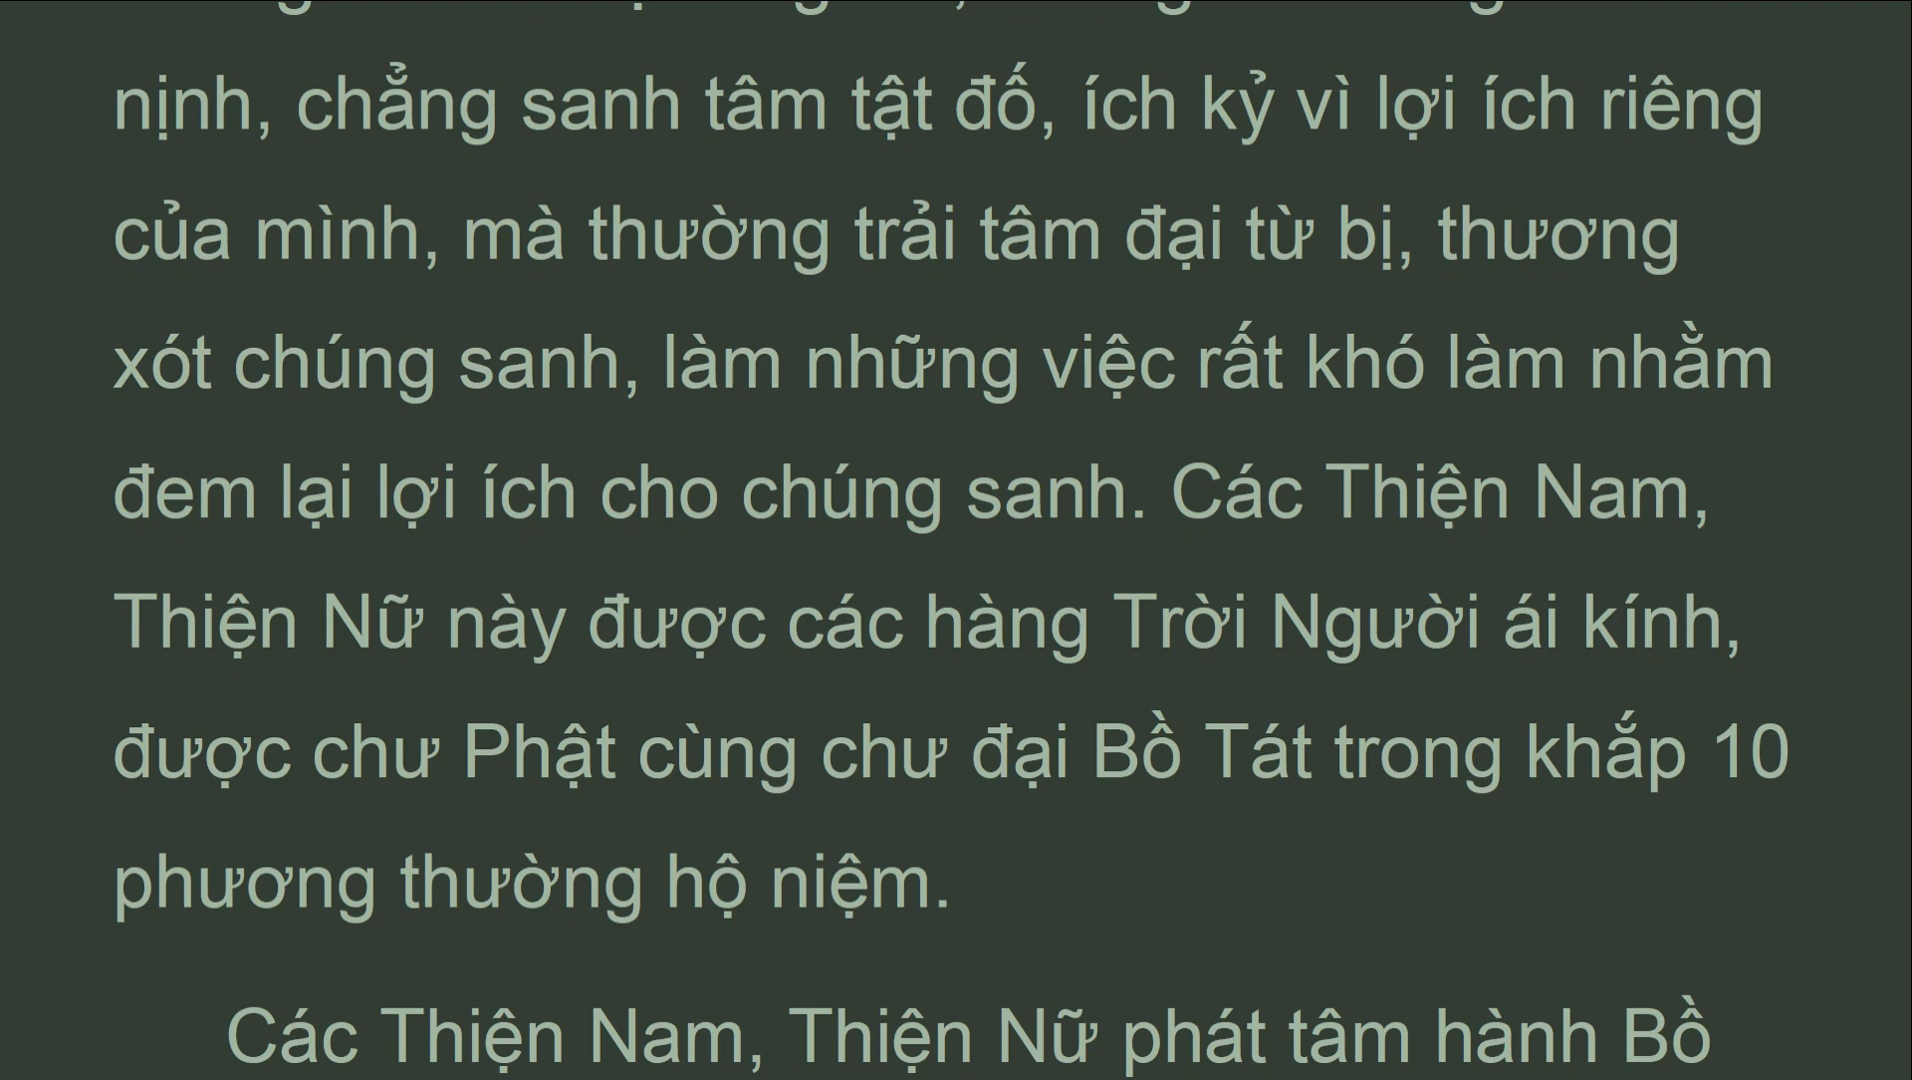 nịnh, chẳng sanh tâm tật đố, ích kỷ vì lợi ích riêng
của mình, mà thường trải tâm đại từ bị, thương
xót chúng sanh, làm những việc rất khó làm nhằm
đem lại lợi ích cho chúng sanh. Các Thiện Nam,
Thiện Nữ này được các hàng Trời Người ái kính,
được chư Phật cùng chư đại Bồ Tát trong khắp 10
phương thường hộ niệm.
Các Thiện Nam, Thiện Nữ phát tâm hành Bồ